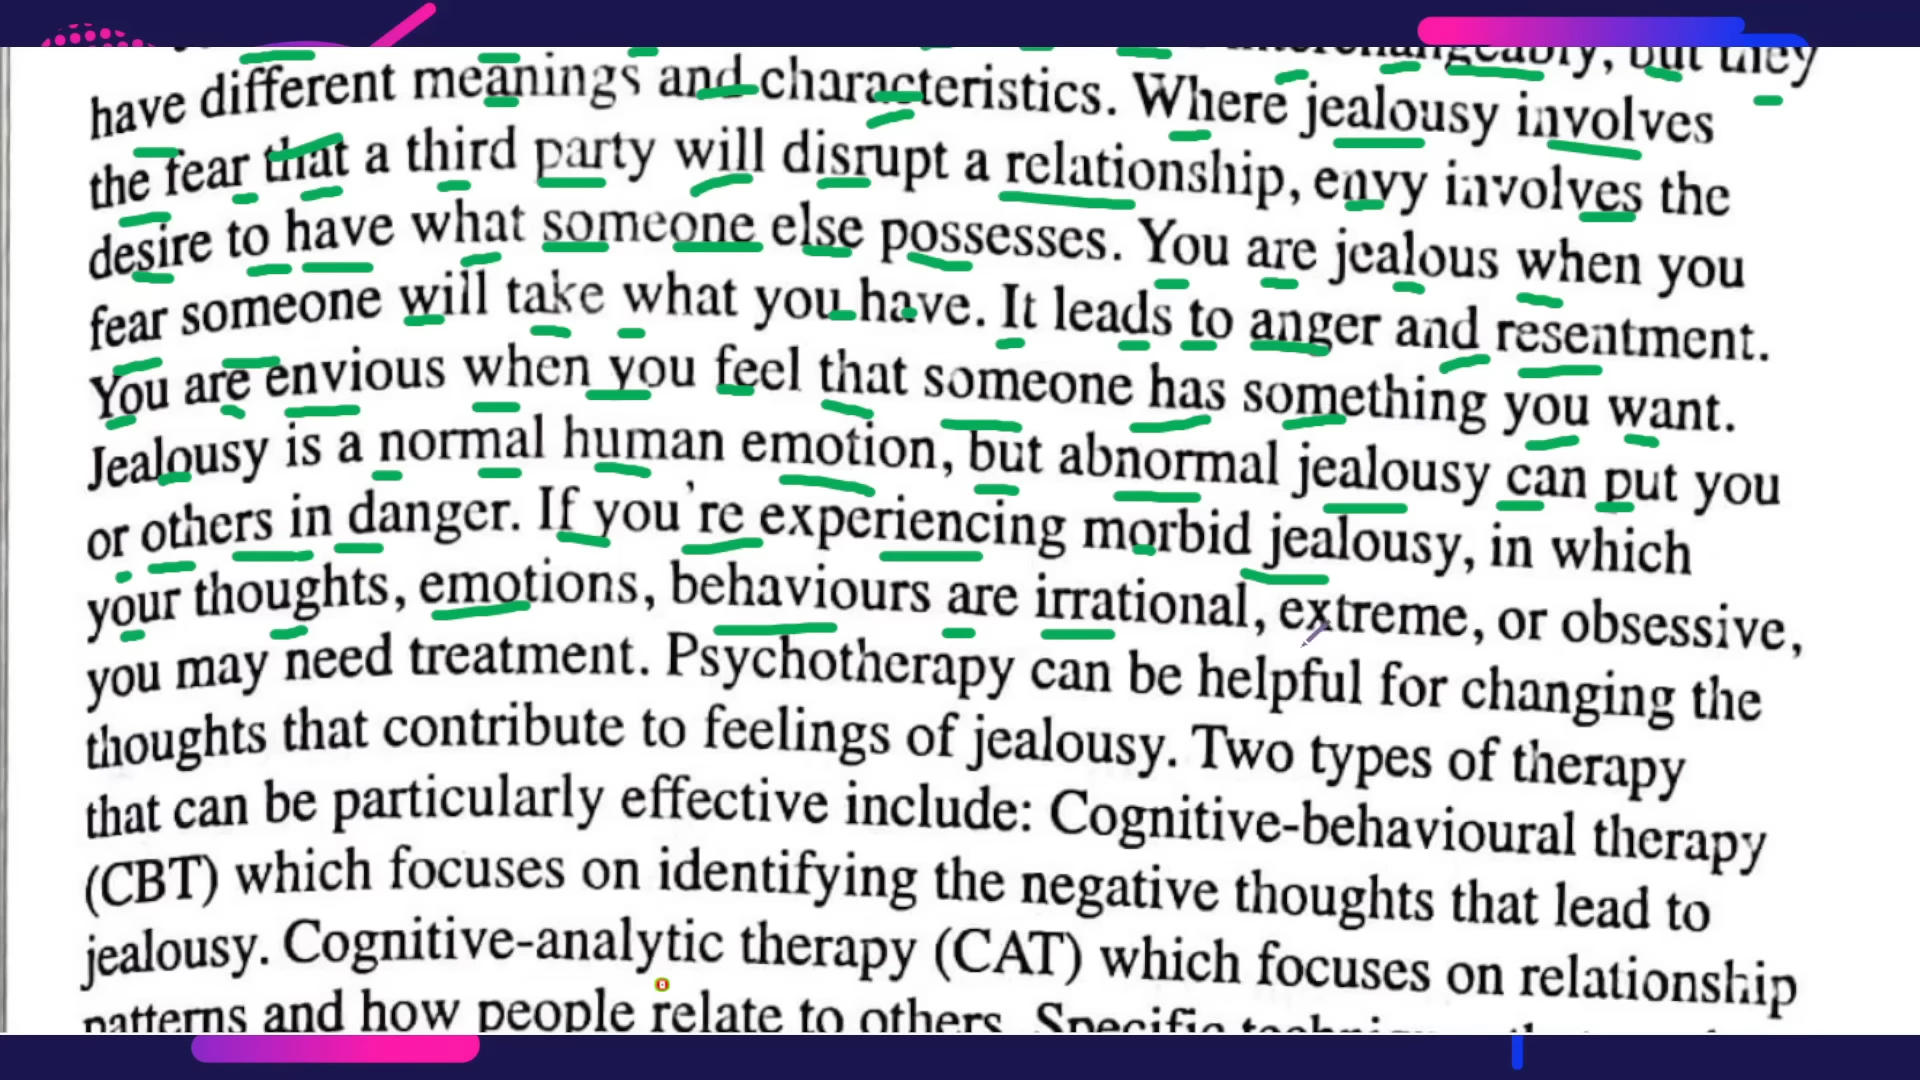 interchangeably, but they
have different meanings and characteristics. Where jealousy involves
the fear that a third party will disrupt a relationship, envy involves the
desire to have what someone else possesses. You are jealous when you
fear someone will take what you have. It leads to anger and resentment.
You are envious when you feel that someone has something you want.
Jealousy is a normal human emotion, but abnormal jealousy can put you
or others in danger. If you're experiencing morbid jealousy, in which
your thoughts, emotions, behaviours are irrational, extreme, or obsessive,
you may need treatment. Psychotherapy can be helpful for changing the
thoughts that contribute to feelings of jealousy. Two types of therapy
that can be particularly effective include: Cognitive-behavioural therapy
(CBT) which focuses on identifying the negative thoughts that lead to
jealousy. Cognitive-analytic therapy (CAT) which focuses on relationship
patterns and how people relate to others. Specific